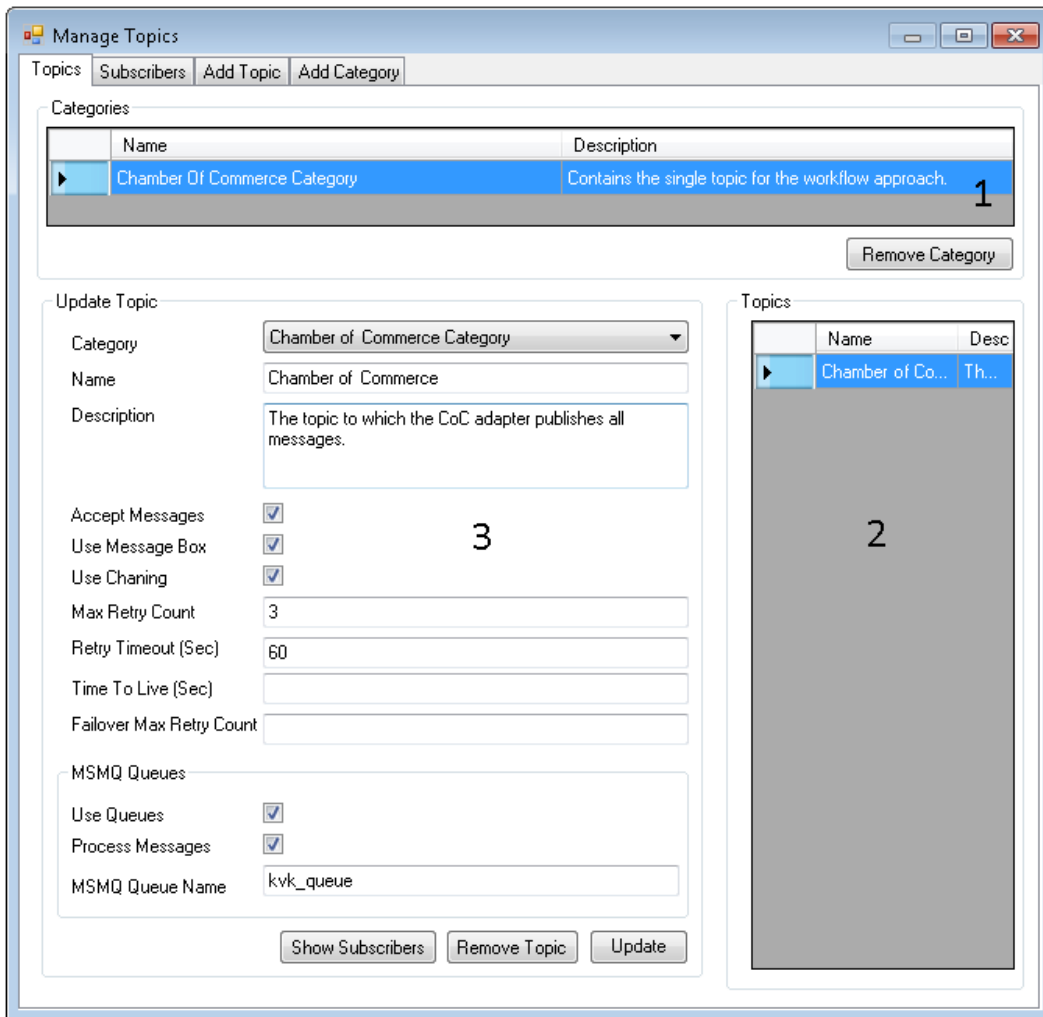 Manage Topics
Topics Subscribers Add Topic Add Category
Categories
Name Description
Chamber Of Commerce Category Contains the single topic for the workflow approach.
1
Remove Category
Update Topic
Category Chamber of Commerce Category
Name Chamber of Commerce
Description The topic to which the CoC adapter publishes all
messages.
Accept Messages
Use Message Box
Use Chaning
3
Max Retry Count 3
Retry Timeout (Sec) 60
Time To Live (Sec)
Failover Max Retry Count
MSMQ Queues
Use Queues
Process Messages
MSMQ Queue Name kvk_queue
Show Subscribers Remove Topic Update
Topics
Name Desc
Chamber of Co... Th...
2